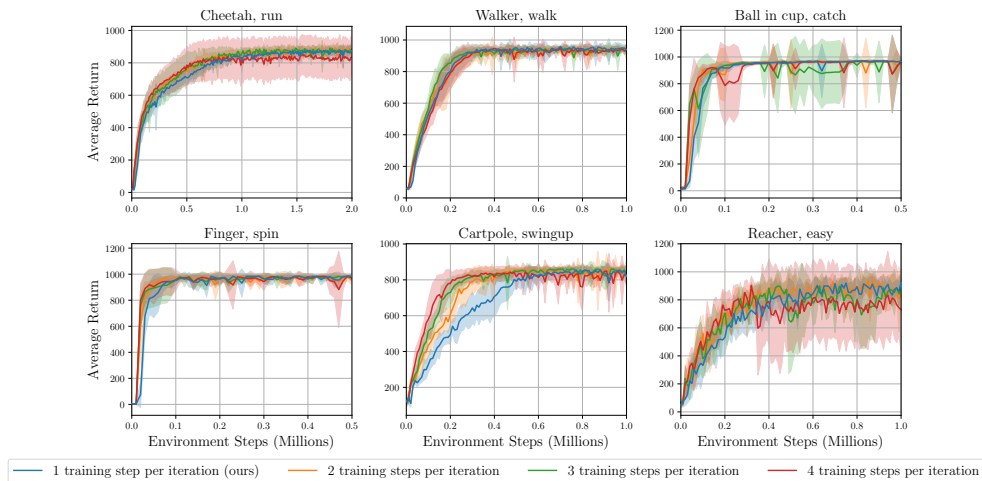 Cheetah, run
Walker, walk
Ball in cup, catch
Average Return
1000
800
600
400
200
0
0.0 0.5 1.0 1.5 2.0
1000
800
600
400
200
0
0.0 0.2 0.4 0.6 0.8 1.0
1200
1000
800
600
400
200
0
0.0 0.1 0.2 0.3 0.4 0.5
Finger, spin
Cartpole, swingup
Reacher, easy
Average Return
1200
1000
800
600
400
200
0
0.0 0.1 0.2 0.3 0.4 0.5
Environment Steps (Millions)
1000
800
600
400
200
0.0 0.2 0.4 0.6 0.8 1.0
Environment Steps (Millions)
1200
1000
800
600
400
200
0
0.0 0.2 0.4 0.6 0.8 1.0
Environment Steps (Millions)
1 training step per iteration (ours)
2 training steps per iteration
3 training steps per iteration
4 training steps per iteration